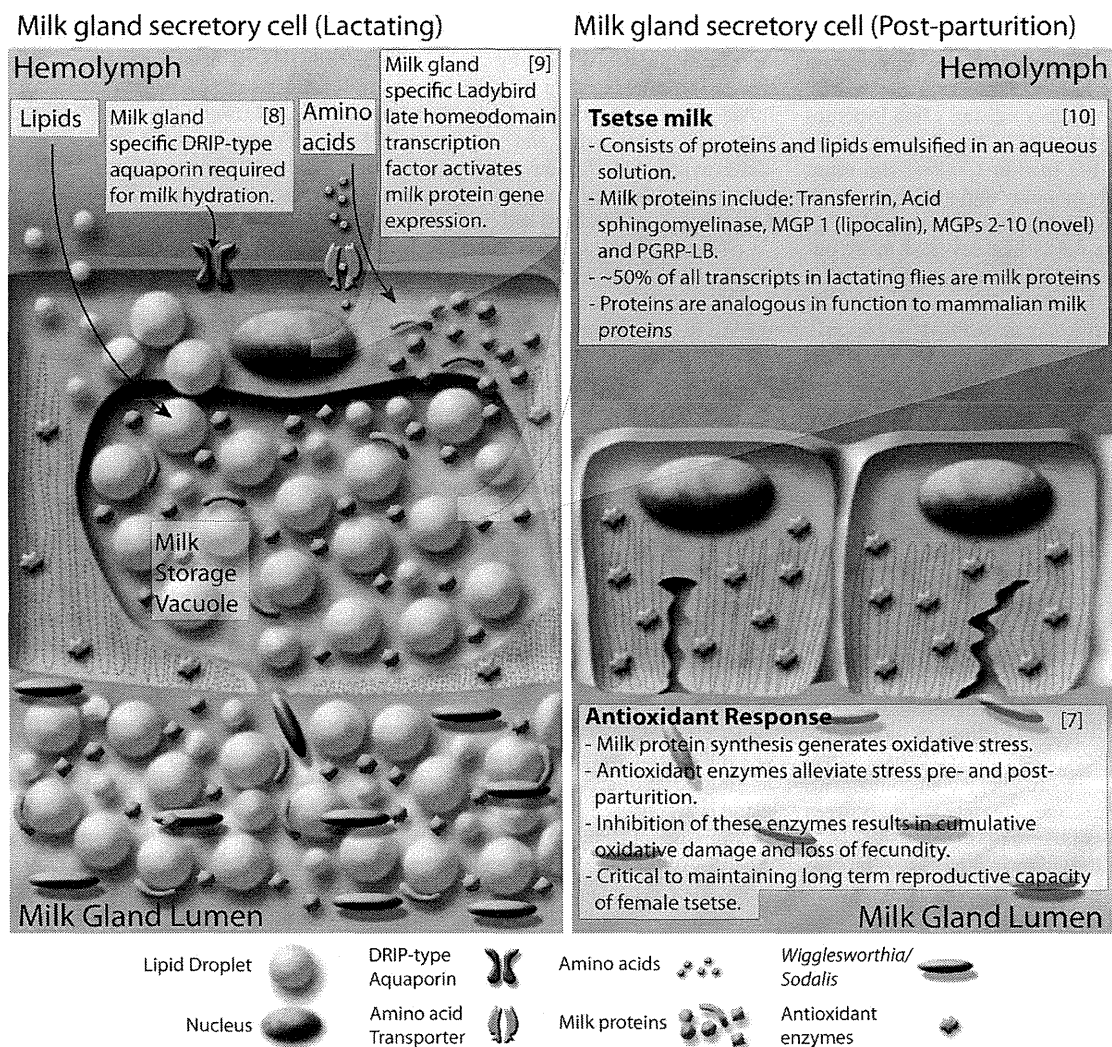 Milk gland secretory cell (Lactating)
Hemolymph
Lipids
Milk gland [8]
specific DRIP-type
aquaporin required
for milk hydration.
Amino
acids
Milk gland [9]
specific Ladybird
late homeodomain
transcription
factor activates
milk protein gene
expression.
Milk
Storage
Vacuole
Milk Gland Lumen
Milk gland secretory cell (Post-parturition)
Hemolymph
Tsetse milk [10]
- Consists of proteins and lipids emulsified in an aqueous
solution.
- Milk proteins include: Transferrin, Acid
sphingomyelinase, MGP 1 (lipocalin), MGPs 2-10 (novel)
and PGRP-LB.
- ~50% of all transcripts in lactating flies are milk proteins
- Proteins are analogous in function to mammalian milk
proteins
Antioxidant Response [7]
- Milk protein synthesis generates oxidative stress.
- Antioxidant enzymes alleviate stress pre- and post-
parturition.
- Inhibition of these enzymes results in cumulative
oxidative damage and loss of fecundity.
- Critical to maintaining long term reproductive capacity
of female tsetse.
Milk Gland Lumen
Lipid Droplet
DRIP-type
Aquaporin
Amino acids
Wigglesworthia/
Sodalis
Nucleus
Amino acid
Transporter
Milk proteins
Antioxidant
enzymes